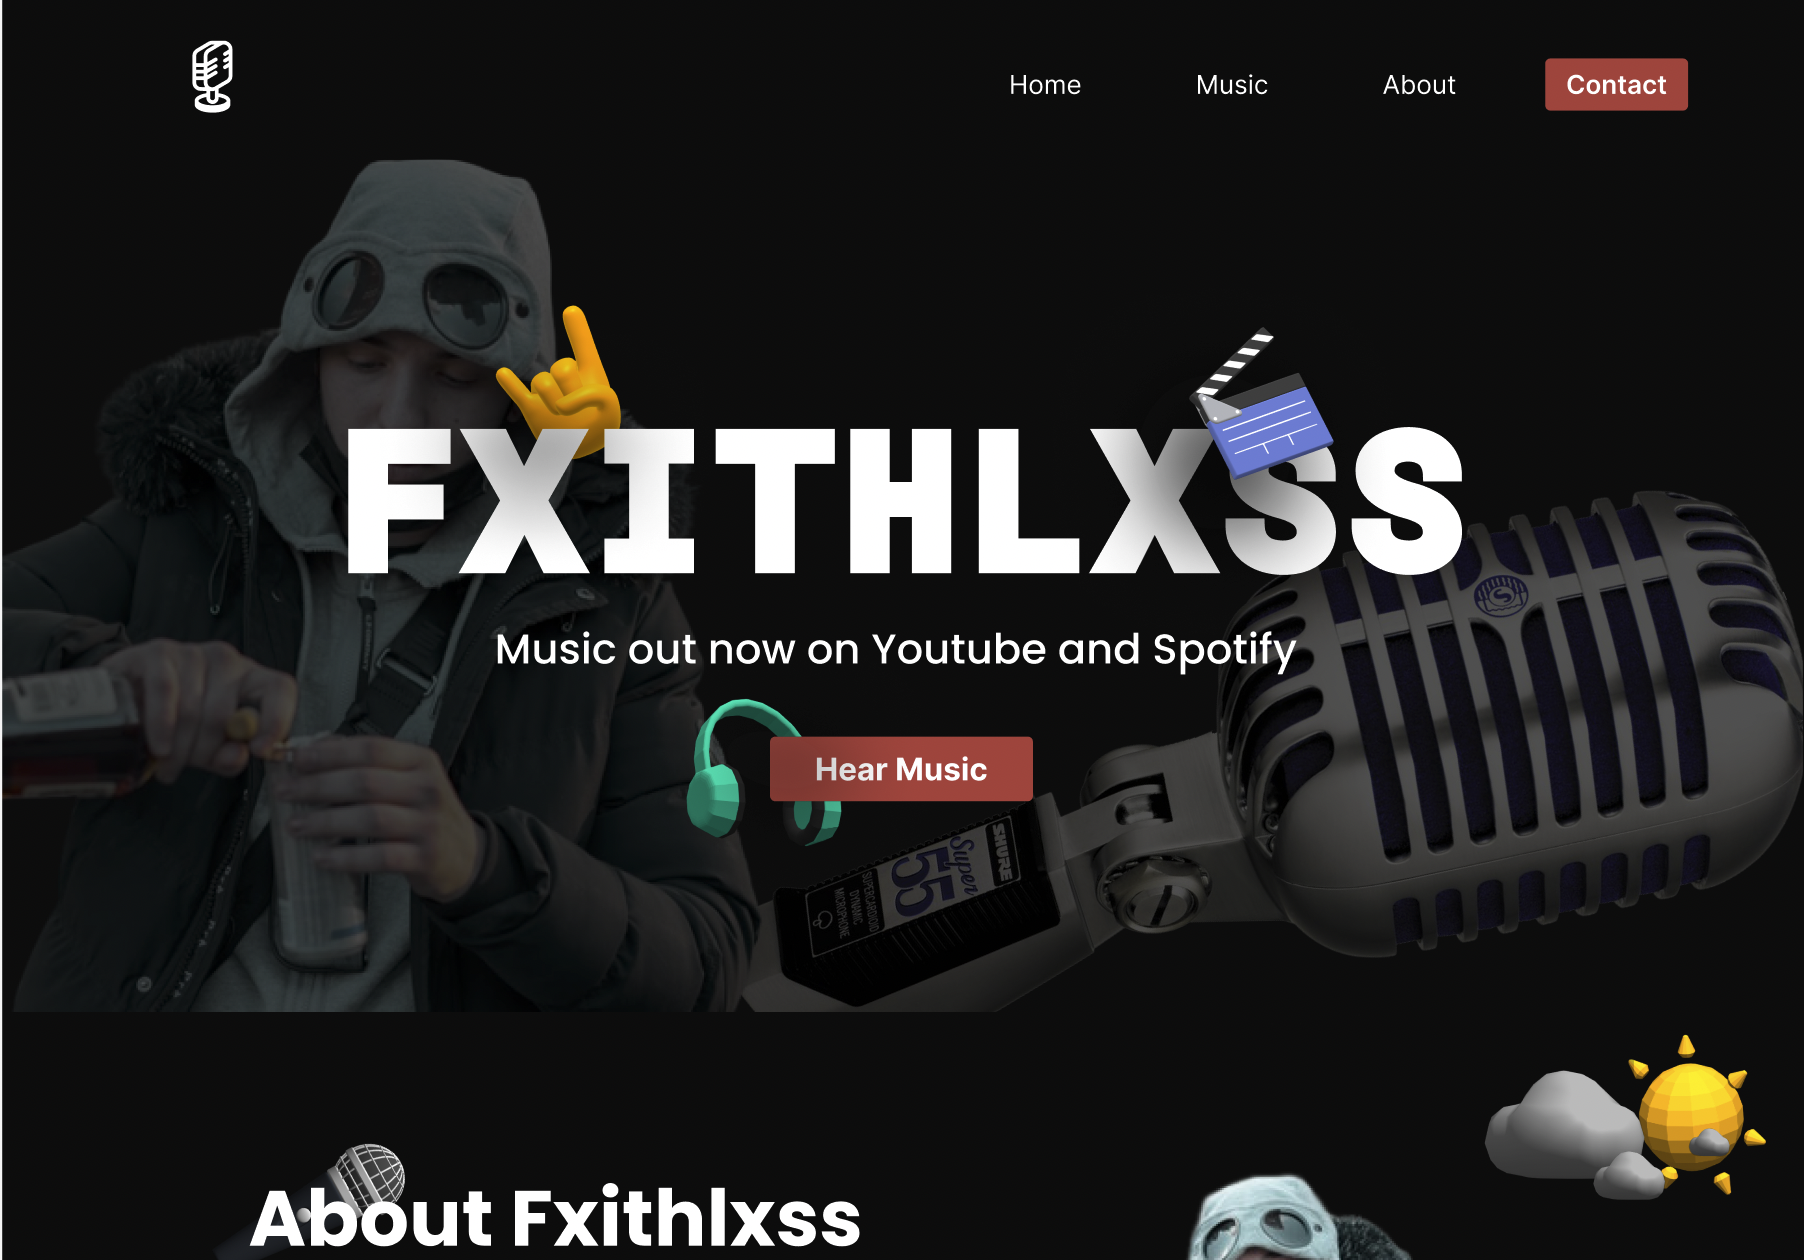 Home
Music
About
Contact
FXITHLXSS
Music out now on Youtube and Spotify
Hear Music
SHURE
Super
55
SUPERCARDIOID
DYNAMIC
MICROPHONE
About Fxithlxss